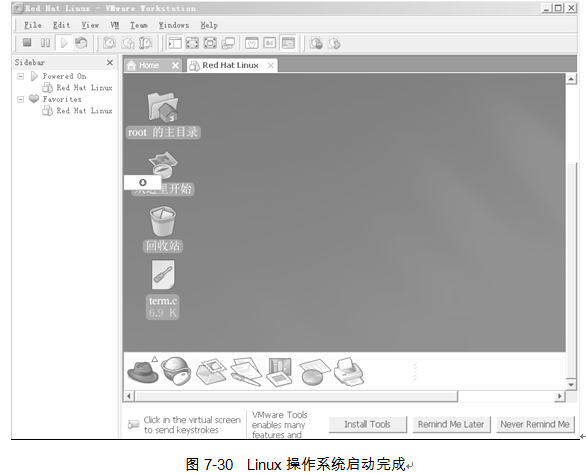 Red Hat Linux - VMware Workstation
File Edit View VM Team Windows Help
Sidebar
Powered On
Red Hat Linux
Favorites
Red Hat Linux
Home
Red Hat Linux
root 的主目录
里开始
回收站
term.c
6.9 K
Click in the virtual screen
to send keystrokes
VMware Tools
enables many
features and
Install Tools
Remind Me Later
Never Remind Me
图 7-30 Linux 操作系统启动完成